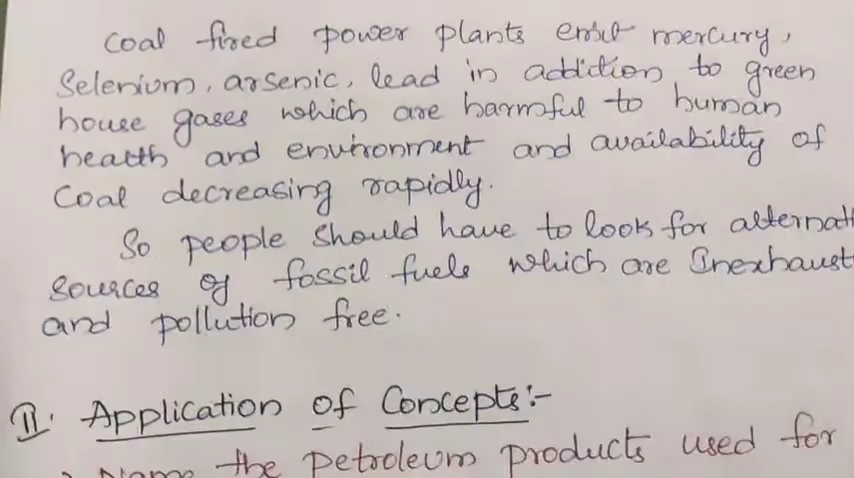 Coal fired power plants emit mercury,
Selenium, arsenic, lead in addition to green
house gases which are harmful to human
health and environment and availability of
Coal decreasing rapidly.
So people should have to look for alternati
sources of fossil fuels which are Inexhaust
and pollution free.
II. Application of Concepts:-
Name the petroleum products used for